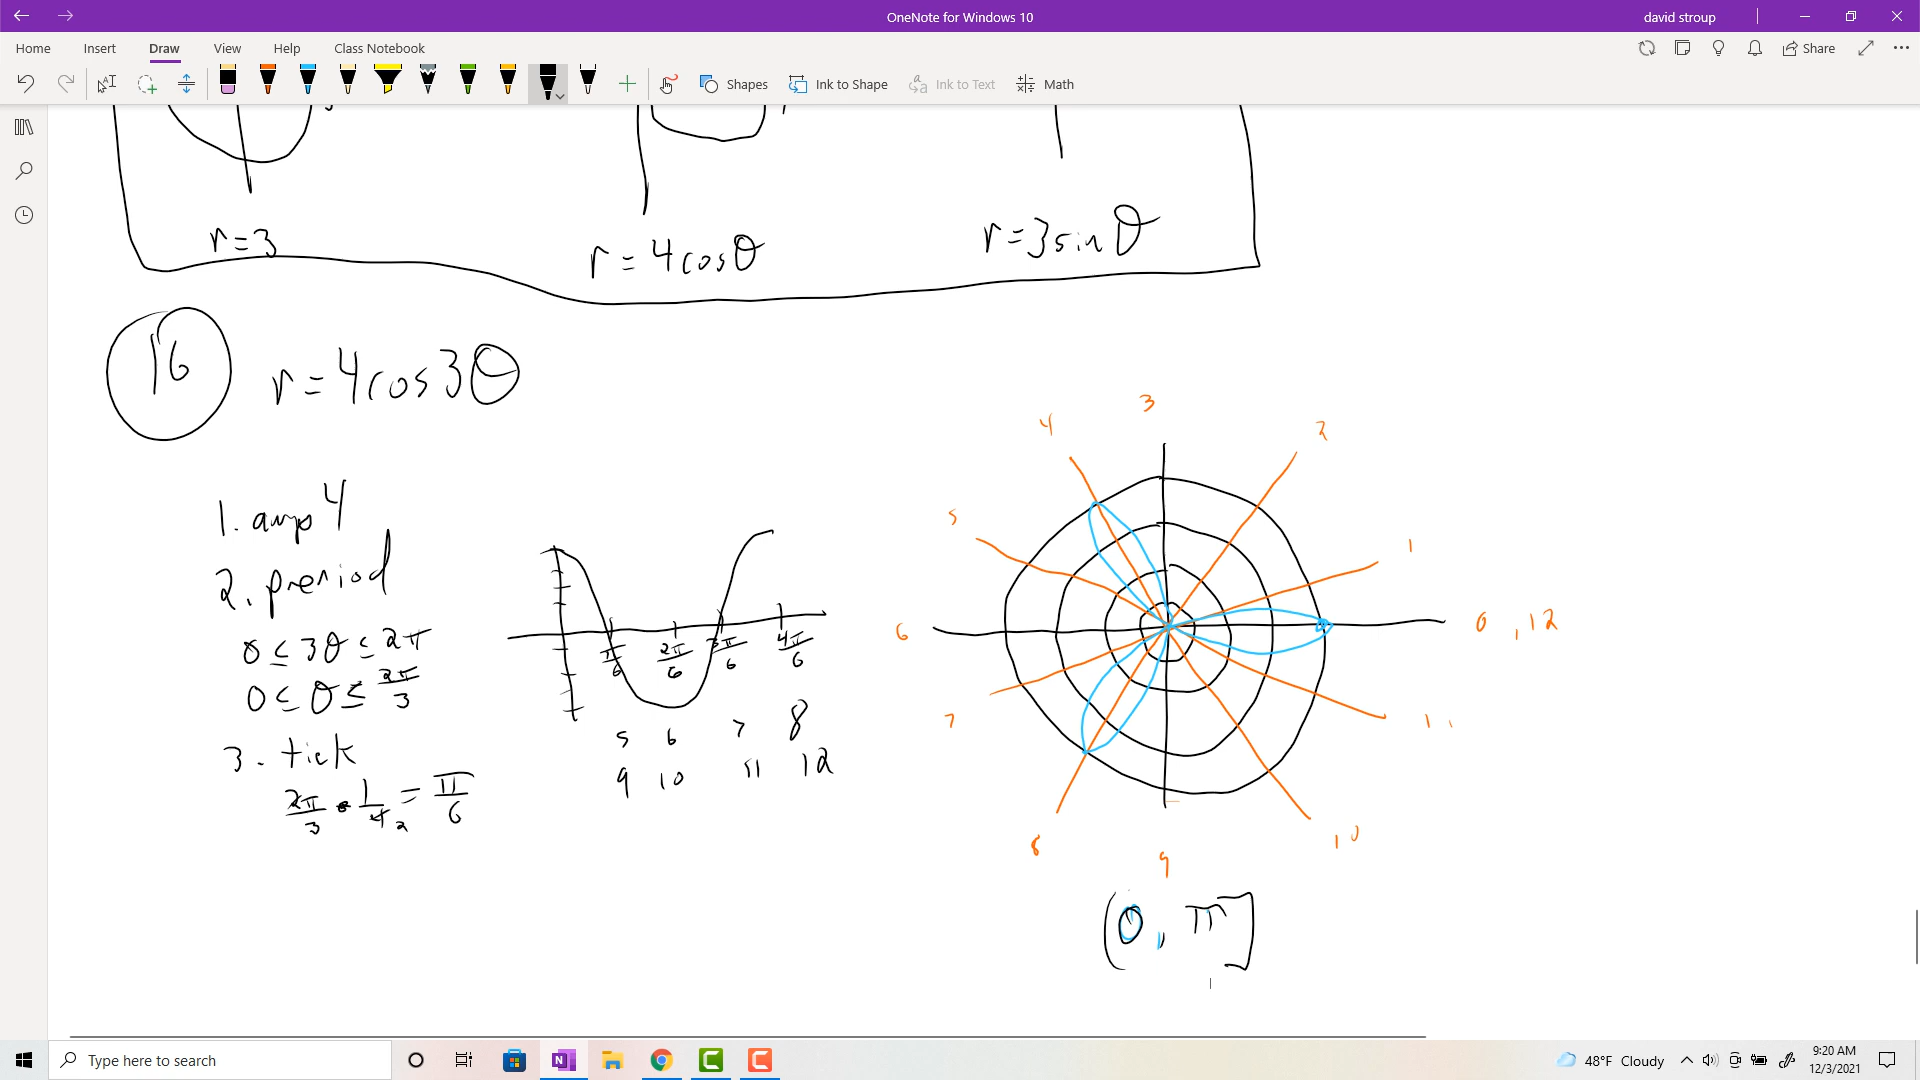 OneNote for Windows 10
david stroup
Home Insert Draw View Help Class Notebook
Share
Shapes Ink to Shape Ink to Text Math
r=3
r=4cosθ
r=3sinθ
16 r=4cos3θ
1. amp 4
2. preriod
0≤3θ≤2π
0≤θ≤2π/3
3. tick
2π/3 • 1/4 2 = π/6
π/6 2π/6 3π/6 4π/6
5 6 7 8
9 10 11 12
3
4 2
5 1
6 0, 12
7 11
8 10
9
[0, π]
Type here to search
48°F Cloudy
9:20 AM
12/3/2021